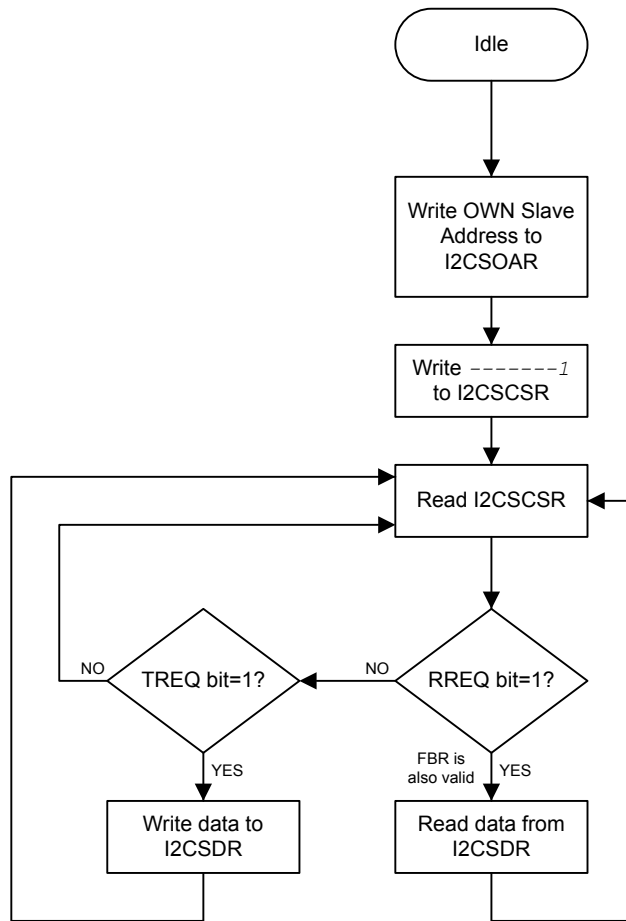 Idle
Write OWN Slave
Address to
I2CSOAR
Write -------1
to I2CSCSR
Read I2CSCSR
NO
TREQ bit=1?
NO
RREQ bit=1?
YES
FBR is
also valid
YES
Write data to
I2CSDR
Read data from
I2CSDR